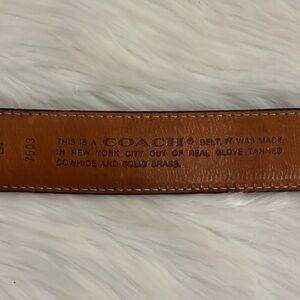 7603
THIS IS A COACH® BELT. IT WAS MADE
IN NEW YORK CITY OUT OF REAL GLOVE TANNED
COWHIDE AND SOLID BRASS.